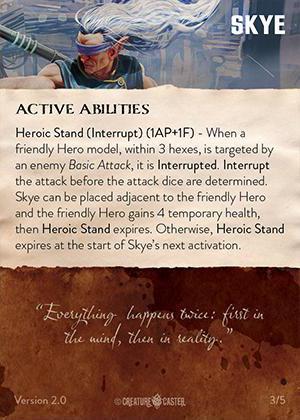 SKYE
ACTIVE ABILITIES
Heroic Stand (Interrupt) (1AP+1F) - When a
friendly Hero model, within 3 hexes, is targeted
by an enemy Basic Attack, it is Interrupted. Interrupt
the attack before the attack dice are determined.
Skye can be placed adjacent to the friendly Hero
and the friendly Hero gains 4 temporary health,
then Heroic Stand expires. Otherwise, Heroic Stand
expires at the start of Skye's next activation.
"Everything happens twice: first in
the mind, then in reality."
Version 2.0
© CREATURE CASTER
3/5